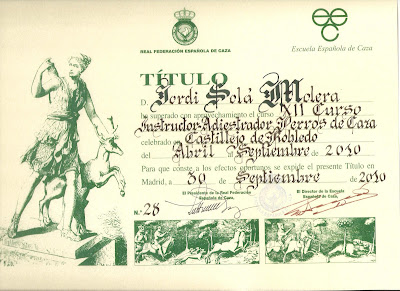 REAL FEDERACIÓN ESPAÑOLA DE CAZA
Escuela Española de Caza
TÍTULO
D. Jordi Solá Molera
ha superado con aprovechamiento el curso XII Curso
Instructor-Adiestrador Perros de Caza
celebrado en Castillejo de Robledo
del Abril a Septiembre de 2010
Para que conste a los efectos oportunos se expide el presente Título en
Madrid, a 30 de Septiembre de 2010
El Presidente de la Real Federación
Española de Caza,
El Director de la Escuela
Española de Caza,
N.º 28